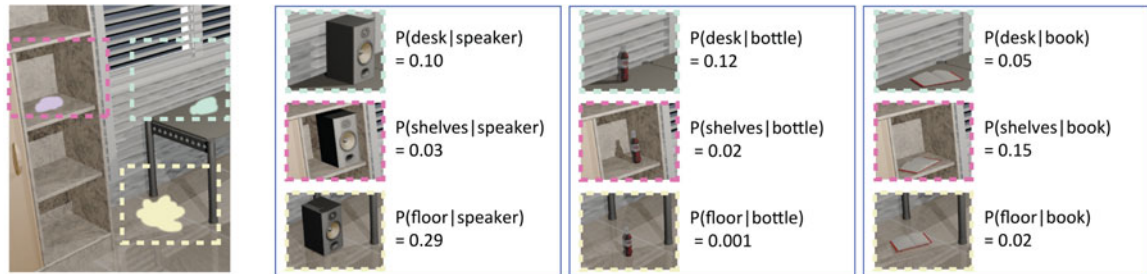 P(desk|speaker)
= 0.10
P(shelves|speaker)
= 0.03
P(floor|speaker)
= 0.29
P(desk|bottle)
= 0.12
P(shelves|bottle)
= 0.02
P(floor|bottle)
= 0.001
P(desk|book)
= 0.05
P(shelves|book)
= 0.15
P(floor|book)
= 0.02